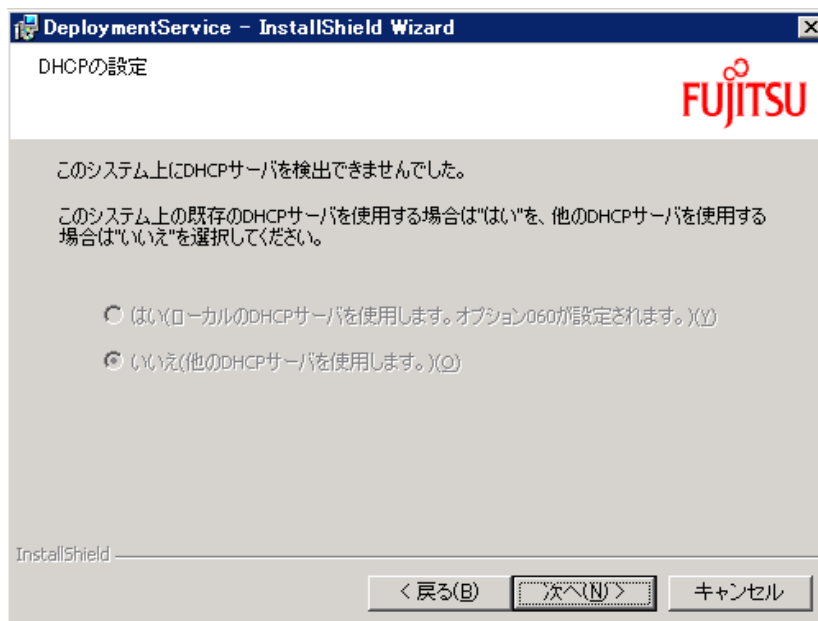 DeploymentService - InstallShield Wizard
DHCPの設定
FUJITSU
このシステム上にDHCPサーバを検出できませんでした。
このシステム上の既存のDHCPサーバを使用する場合は"はい"を、他のDHCPサーバを使用する
場合は"いいえ"を選択してください。
はい(ローカルのDHCPサーバを使用します。オプション060が設定されます。)(Y)
いいえ(他のDHCPサーバを使用します。)(O)
InstallShield
< 戻る(B) 次へ(N) > キャンセル